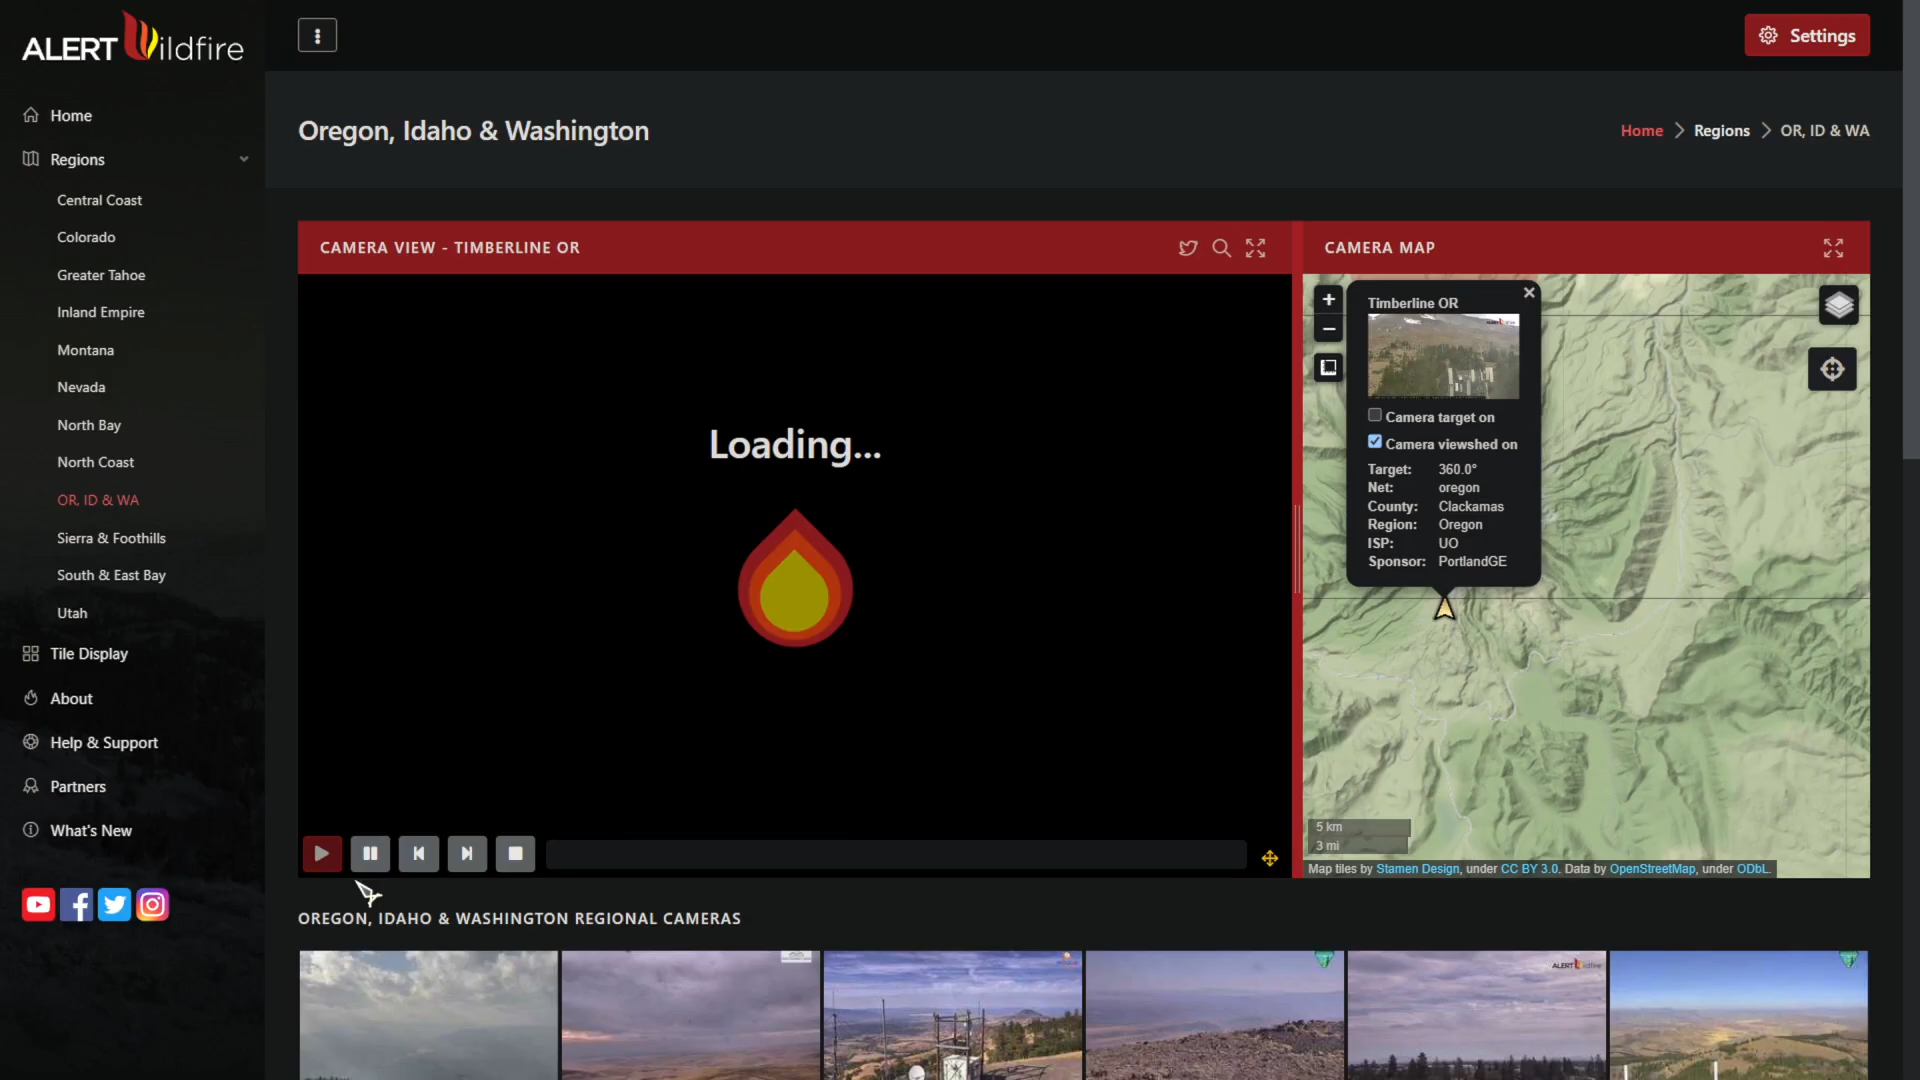 ALERT Wildfire
Settings
Home
Regions
Central Coast
Colorado
Greater Tahoe
Inland Empire
Montana
Nevada
North Bay
North Coast
OR, ID & WA
Sierra & Foothills
South & East Bay
Utah
Tile Display
About
Help & Support
Partners
What's New
Oregon, Idaho & Washington
Home > Regions > OR, ID & WA
CAMERA VIEW - TIMBERLINE OR
Loading...
CAMERA MAP
+
−
Timberline OR
×
Camera target on
Camera viewshed on
Target: 360.0°
Net: oregon
County: Clackamas
Region: Oregon
ISP: UO
Sponsor: PortlandGE
5 km
3 mi
Map tiles by Stamen Design, under CC BY 3.0. Data by OpenStreetMap, under ODbL.
OREGON, IDAHO & WASHINGTON REGIONAL CAMERAS
ALERT Wildfire